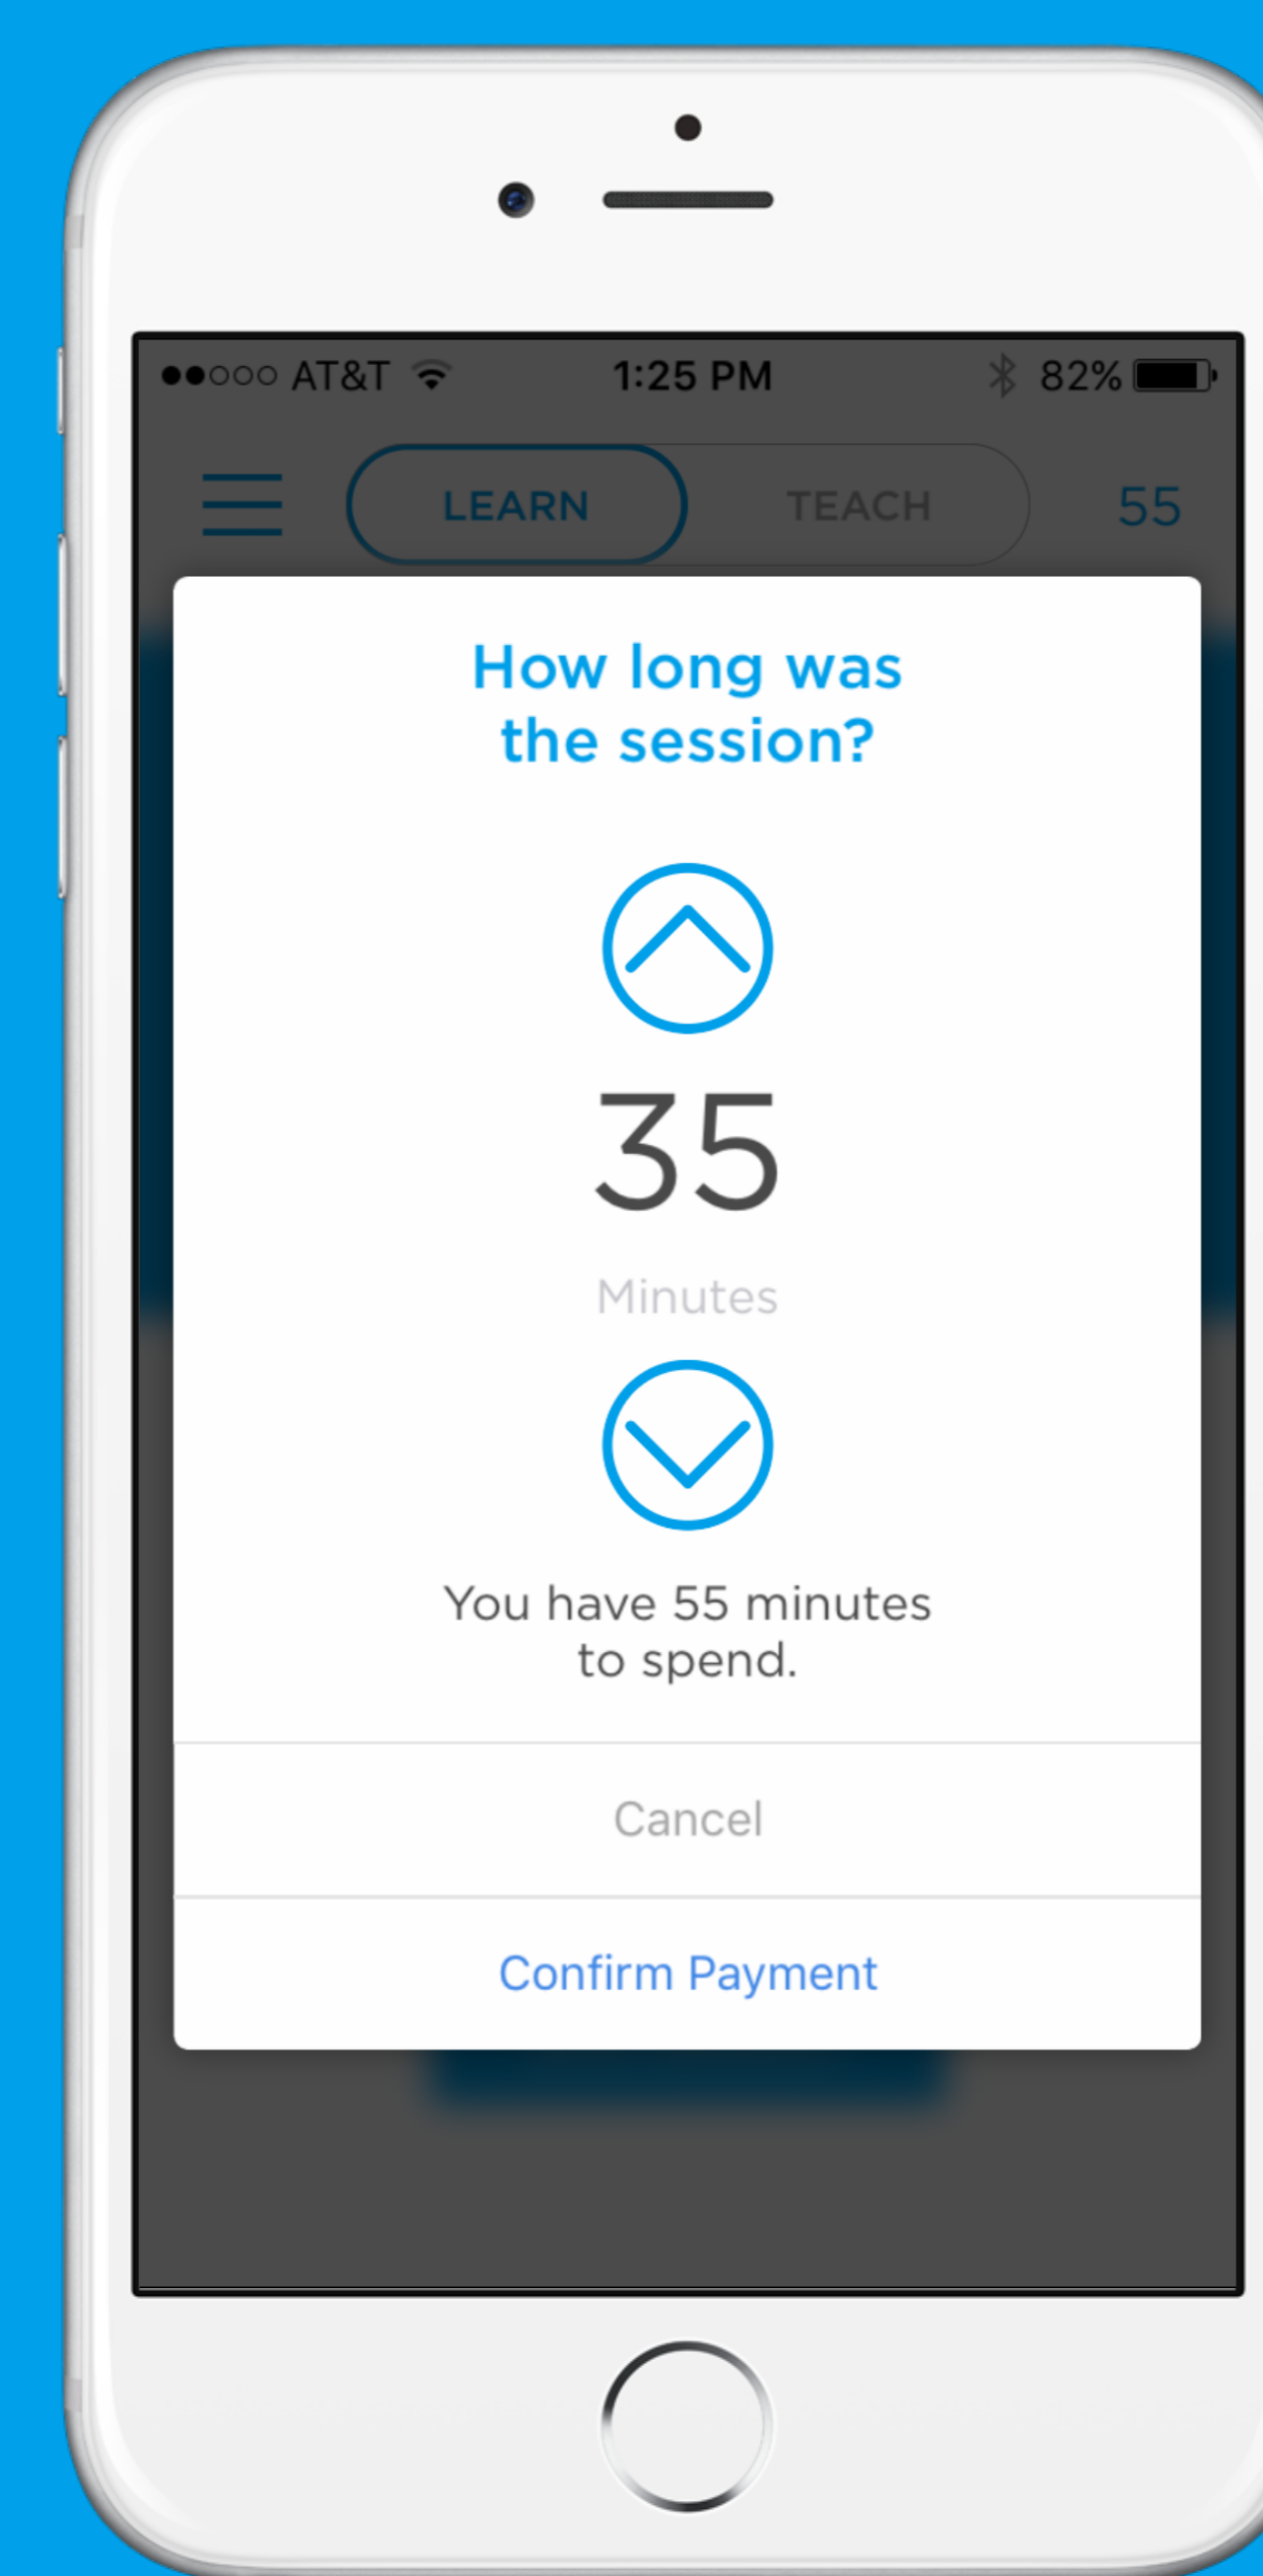 AT&T 1:25 PM 82%
LEARN TEACH 55
How long was
the session?
35
Minutes
You have 55 minutes
to spend.
Cancel
Confirm Payment